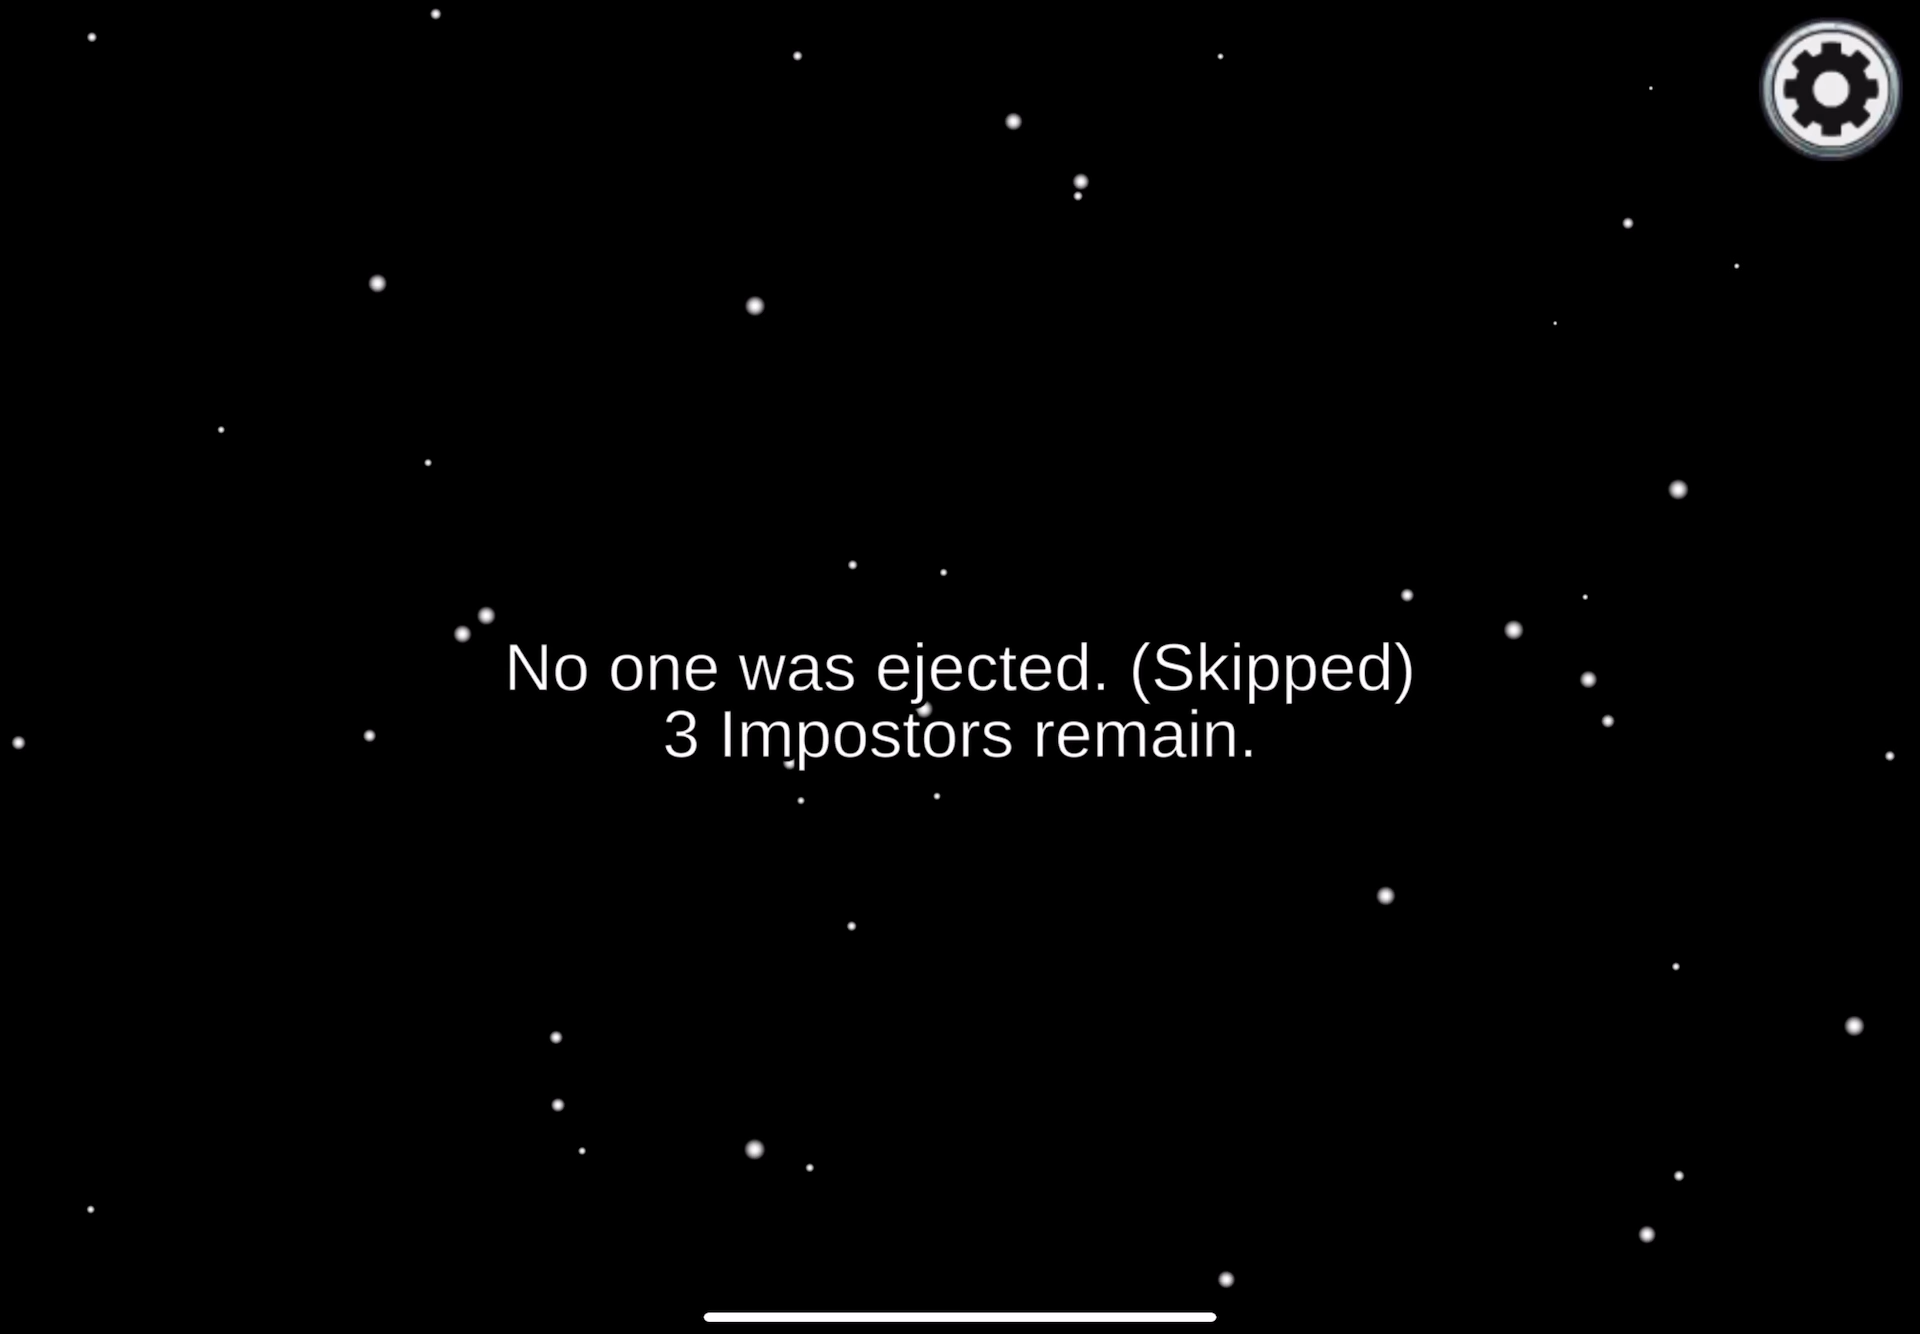 No one was ejected. (Skipped)
3 Impostors remain.